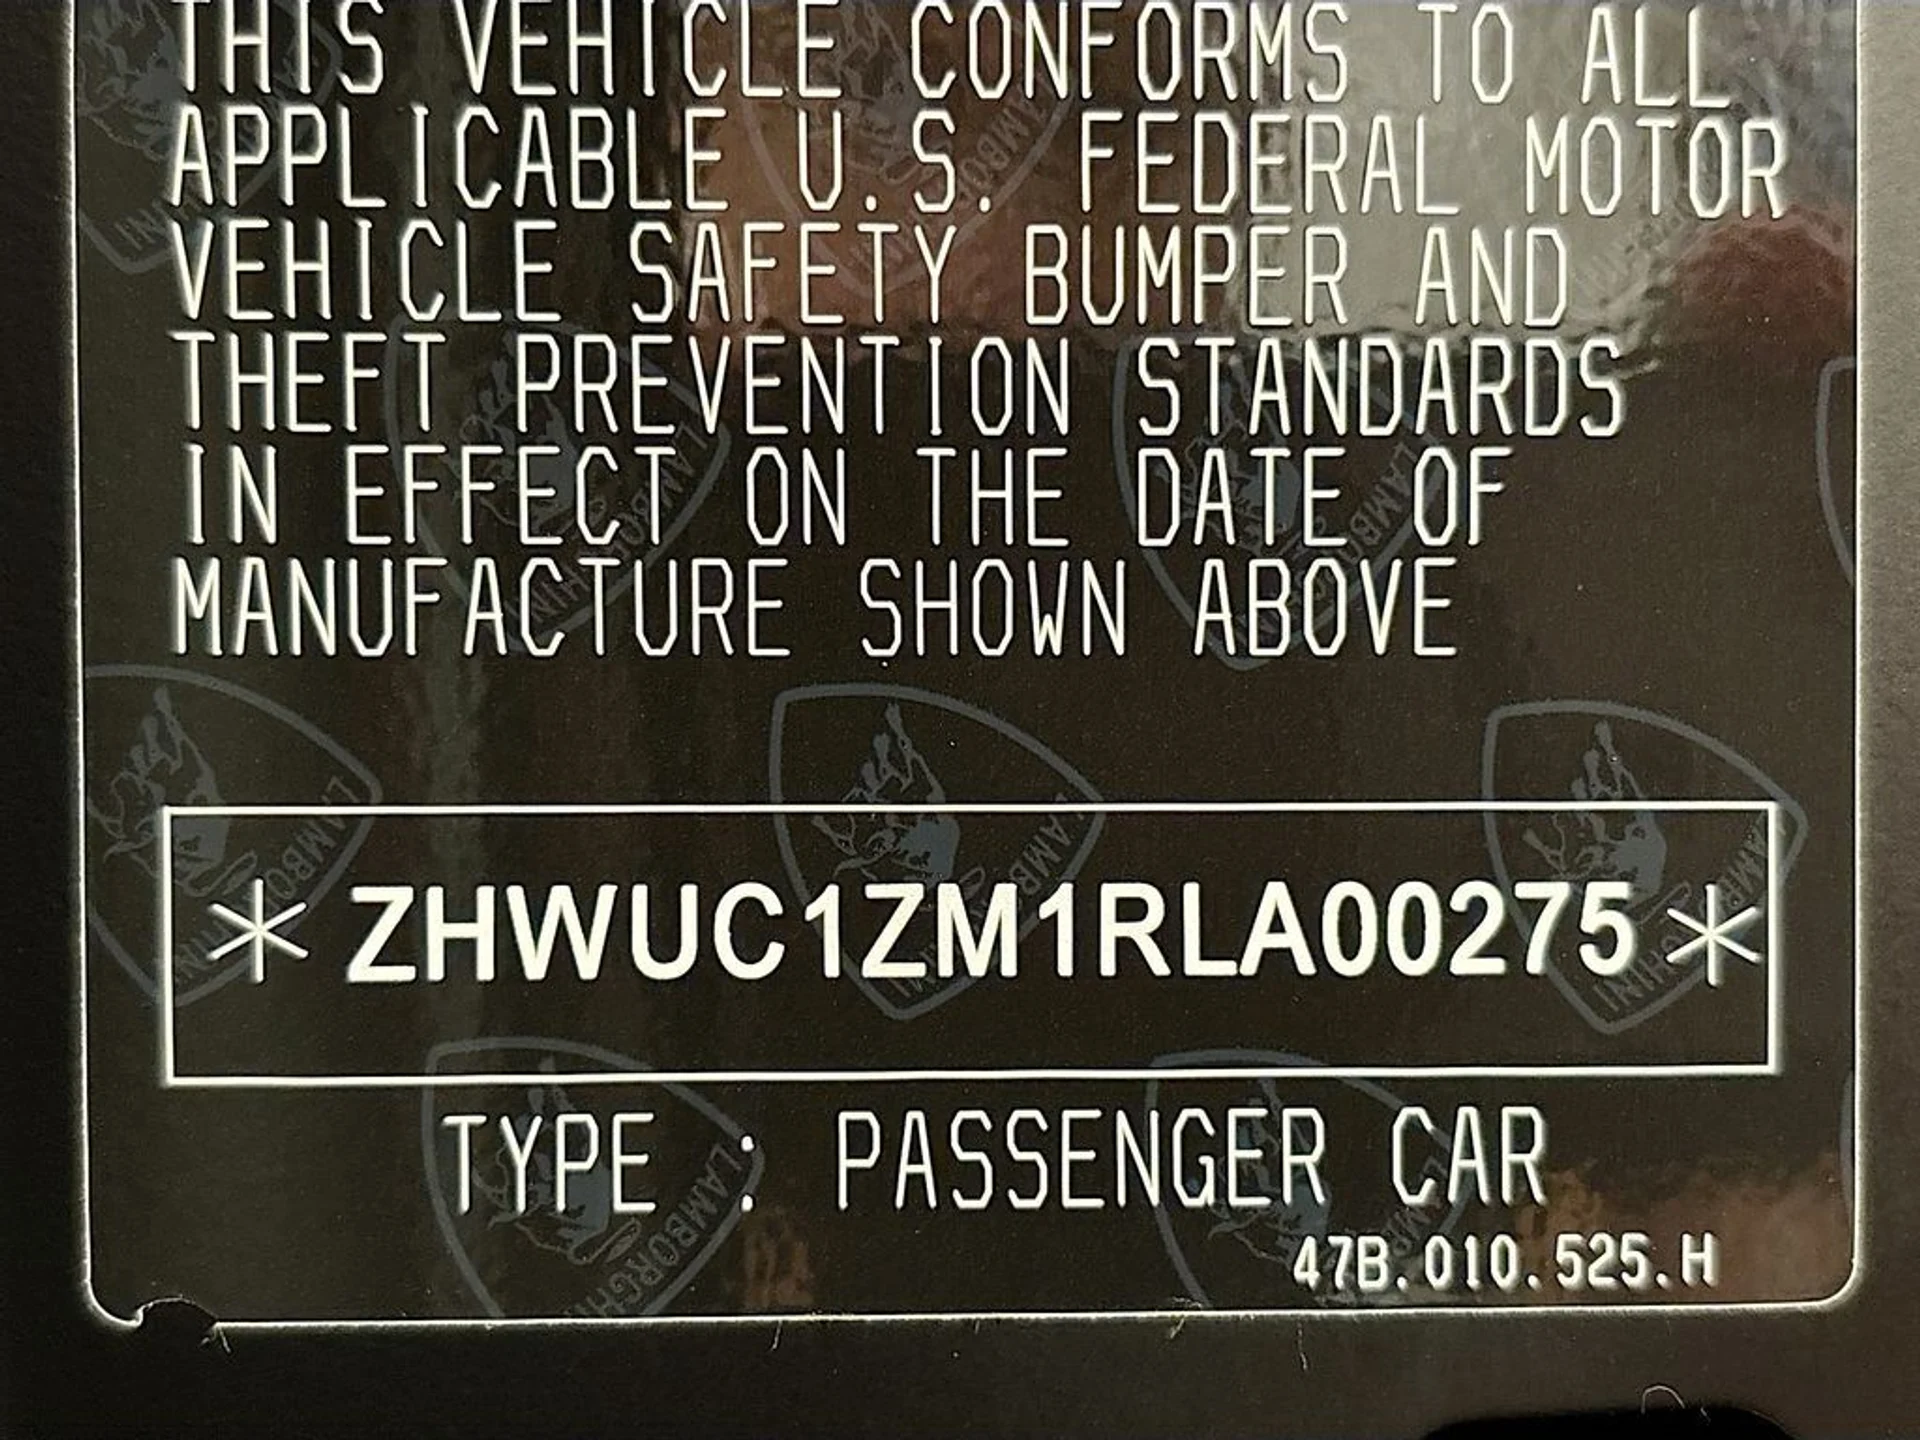 THIS VEHICLE CONFORMS TO ALL
APPLICABLE U.S. FEDERAL MOTOR
VEHICLE SAFETY BUMPER AND
THEFT PREVENTION STANDARDS
IN EFFECT ON THE DATE OF
MANUFACTURE SHOWN ABOVE
LAMBORGHINI
* ZHWUC1ZM1RLA00275 *
TYPE : PASSENGER CAR
47B.010.525.H